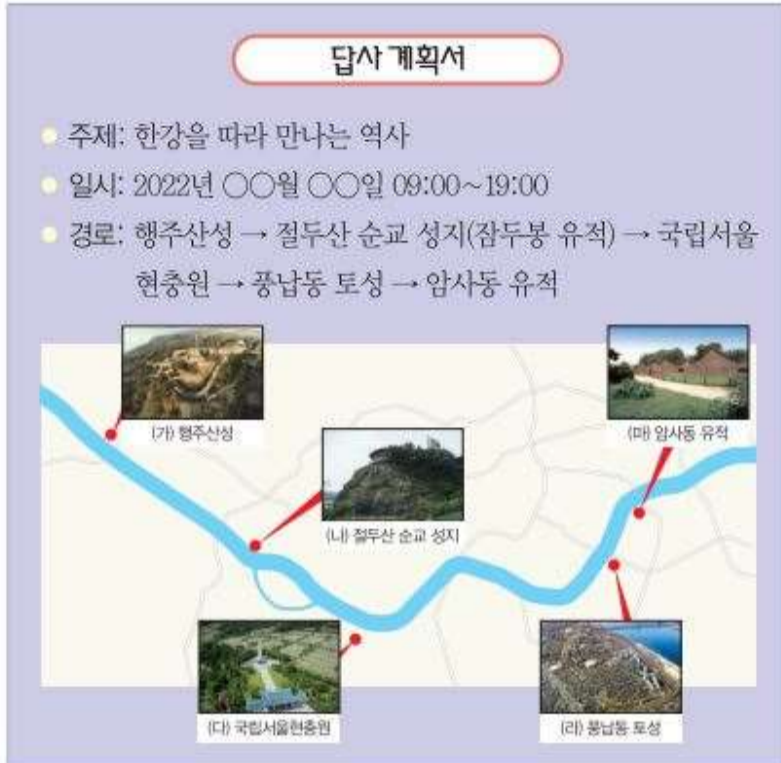 답사 계획서
주제: 한강을 따라 만나는 역사
일시: 2022년 ○○월 ○○일 09:00~19:00
경로: 행주산성 → 절두산 순교 성지(잠두봉 유적) → 국립서울
현충원 → 풍납동 토성 → 암사동 유적
(가) 행주산성
(마) 암사동 유적
(나) 절두산 순교 성지
(다) 국립서울현충원
(라) 풍납동 토성